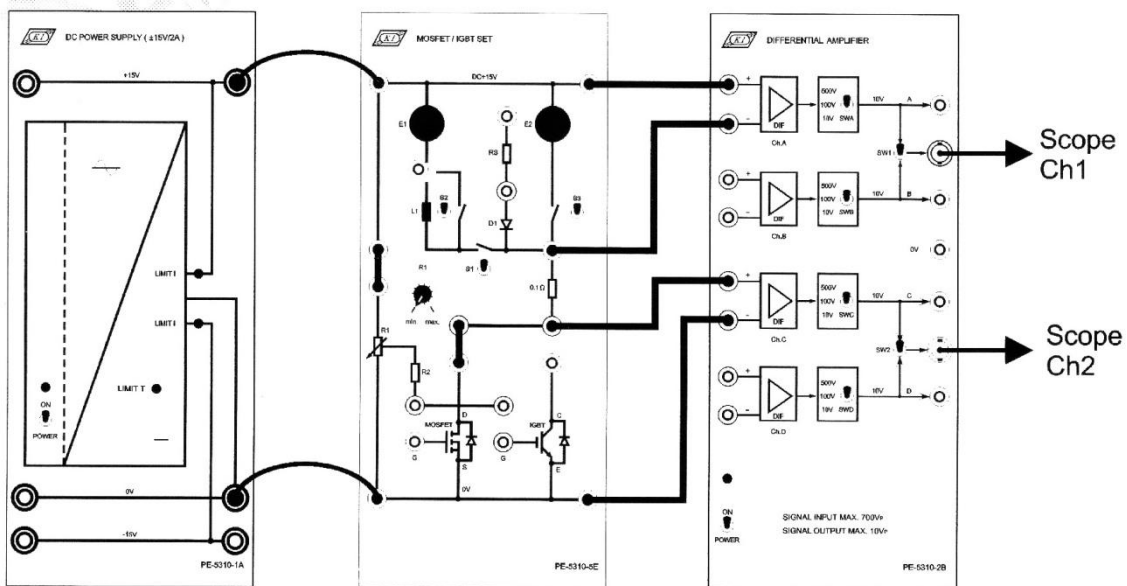 KI DC POWER SUPPLY ( ±15V/2A )
+15V
LIMIT I
LIMIT I
LIMIT T
ON
POWER
0V
-15V
PE-5310-1A
KI MOSFET / IGBT SET
DC+15V
E1
E2
RS
L1
S2
S3
D1
S1
R1
min max.
0.1Ω
R1
R2
D
C
MOSFET
IGBT
G
G
S
E
0V
PE-5310-5E
KI DIFFERENTIAL AMPLIFIER
+
-
DIF
Ch.A
500V
100V
10V SWA
10V
A
SW1
+
-
DIF
Ch.B
500V
100V
10V SWB
10V
B
0V
+
-
DIF
Ch.C
500V
100V
10V SWC
10V
C
SW2
+
-
DIF
Ch.D
500V
100V
10V SWD
10V
D
ON
POWER
SIGNAL INPUT MAX. 700VP
SIGNAL OUTPUT MAX. 10VP
PE-5310-2B
Scope
Ch1
Scope
Ch2